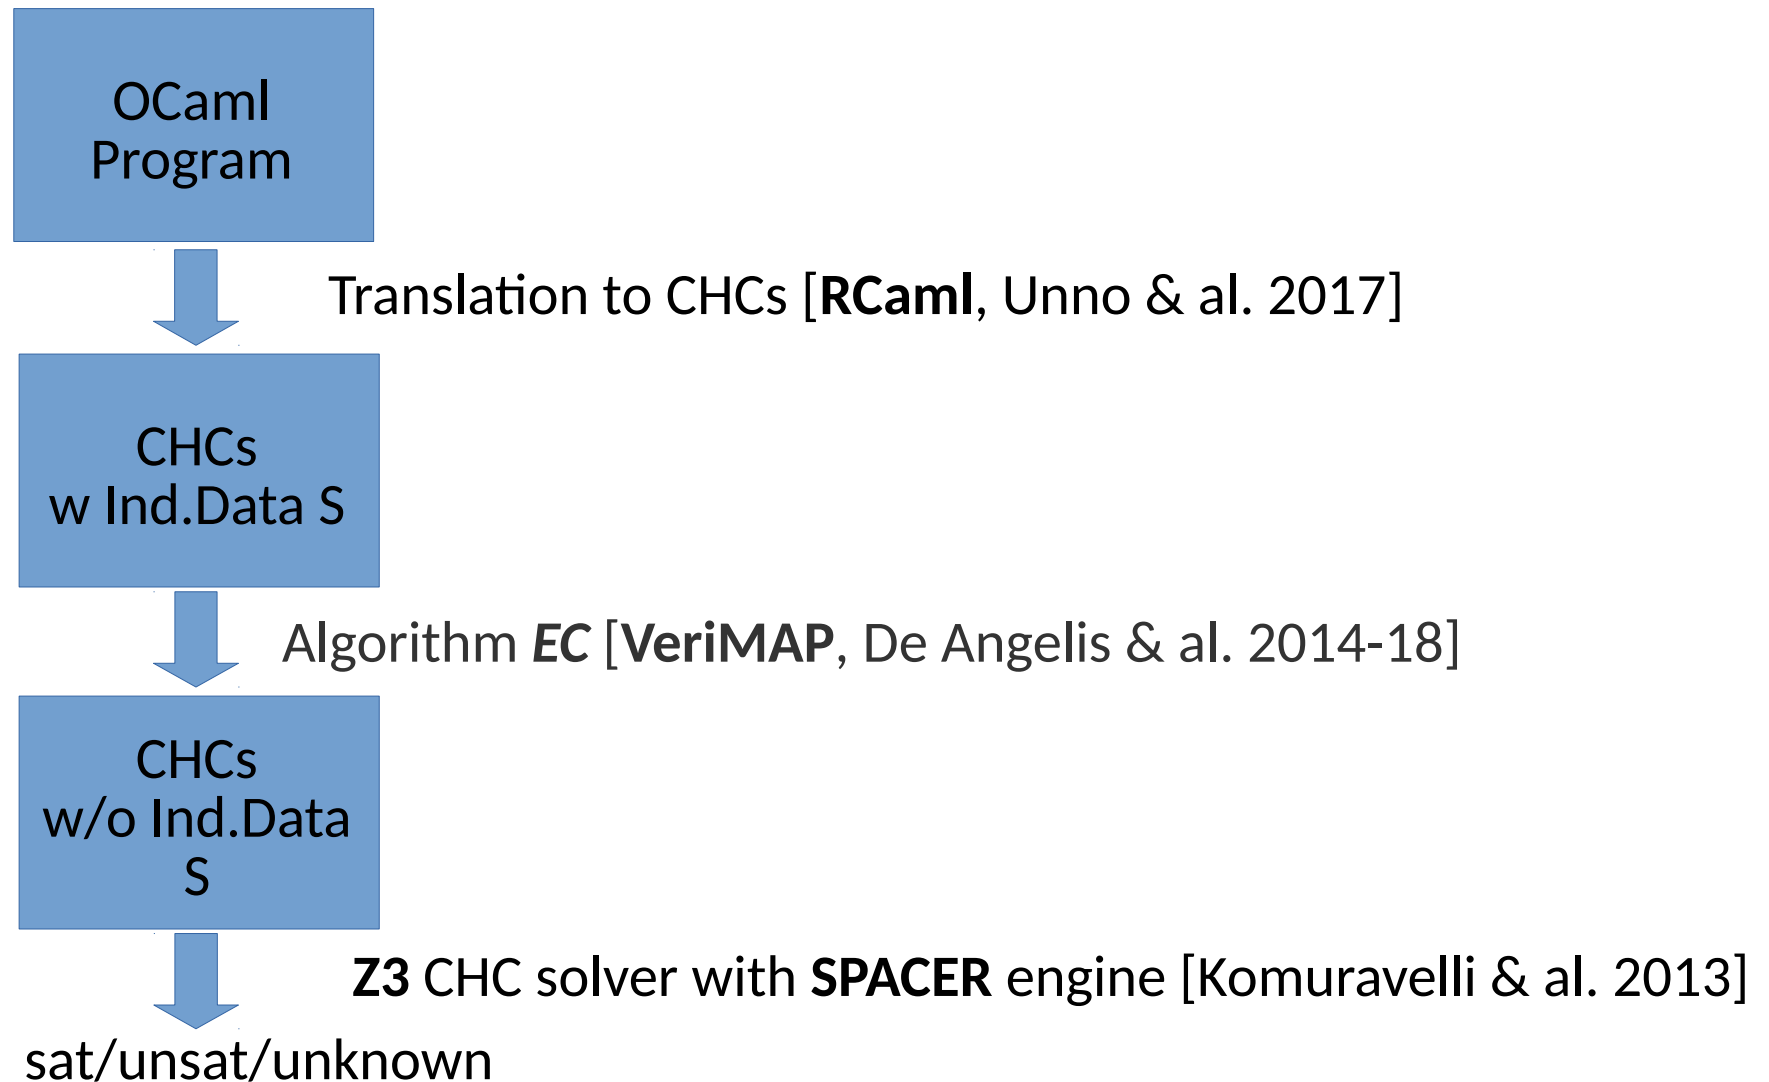 OCaml
Program
Translation to CHCs [RCaml, Unno & al. 2017]
CHCs
w Ind.Data S
Algorithm EC [VeriMAP, De Angelis & al. 2014-18]
CHCs
w/o Ind.Data
S
Z3 CHC solver with SPACER engine [Komuravelli & al. 2013]
sat/unsat/unknown